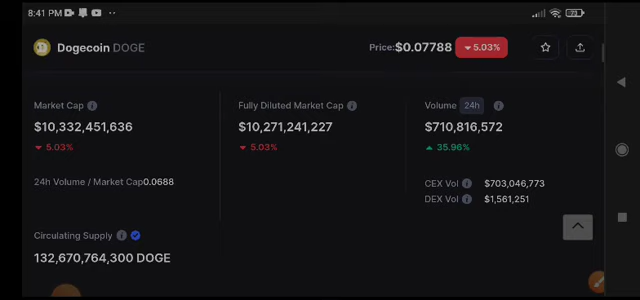 8:41 PM
73
Dogecoin DOGE
Price:$0.07788 5.03%
Market Cap
$10,332,451,636
5.03%
24h Volume / Market Cap0.0688
Fully Diluted Market Cap
$10,271,241,227
5.03%
Volume 24h
$710,816,572
35.96%
CEX Vol $703,046,773
DEX Vol $1,561,251
Circulating Supply
132,670,764,300 DOGE